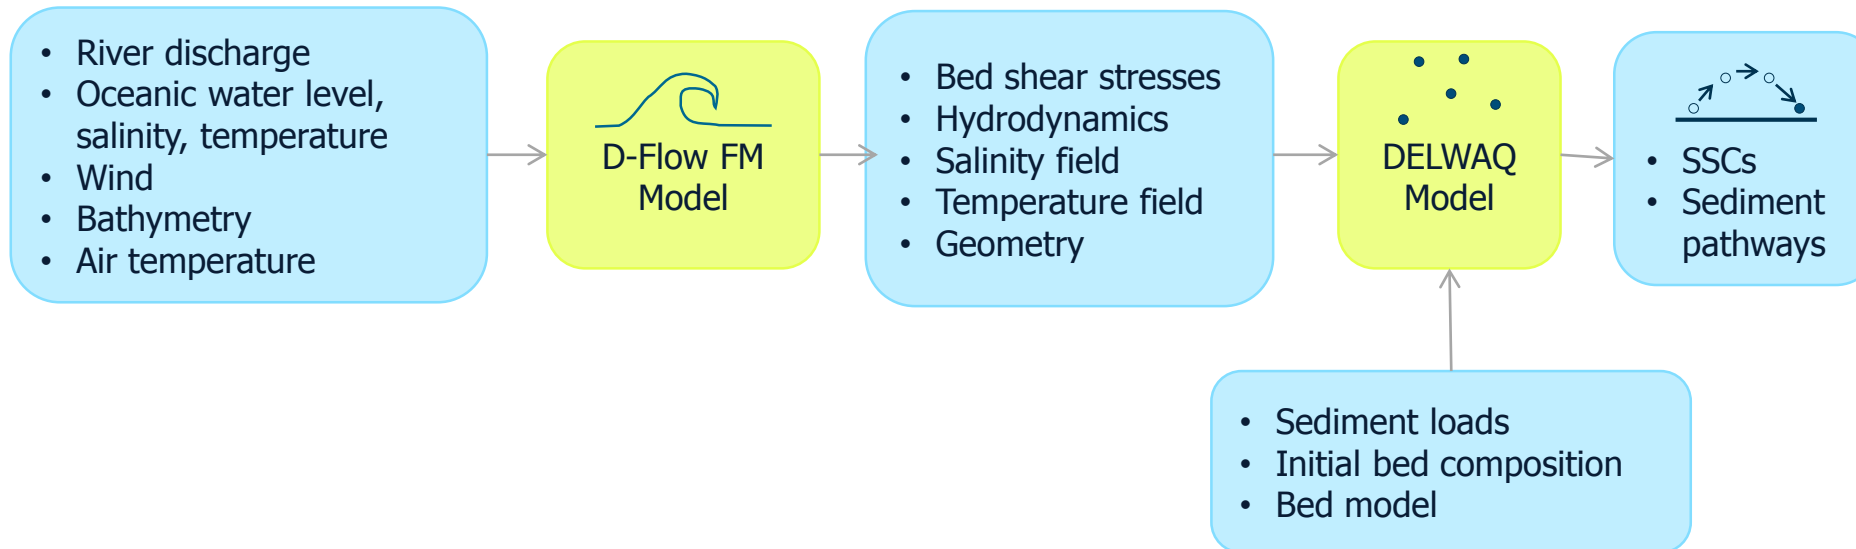 • River discharge
• Oceanic water level,
salinity, temperature
• Wind
• Bathymetry
• Air temperature
D-Flow FM
Model
• Bed shear stresses
• Hydrodynamics
• Salinity field
• Temperature field
• Geometry
DELWAQ
Model
• SSCs
• Sediment
pathways
• Sediment loads
• Initial bed composition
• Bed model